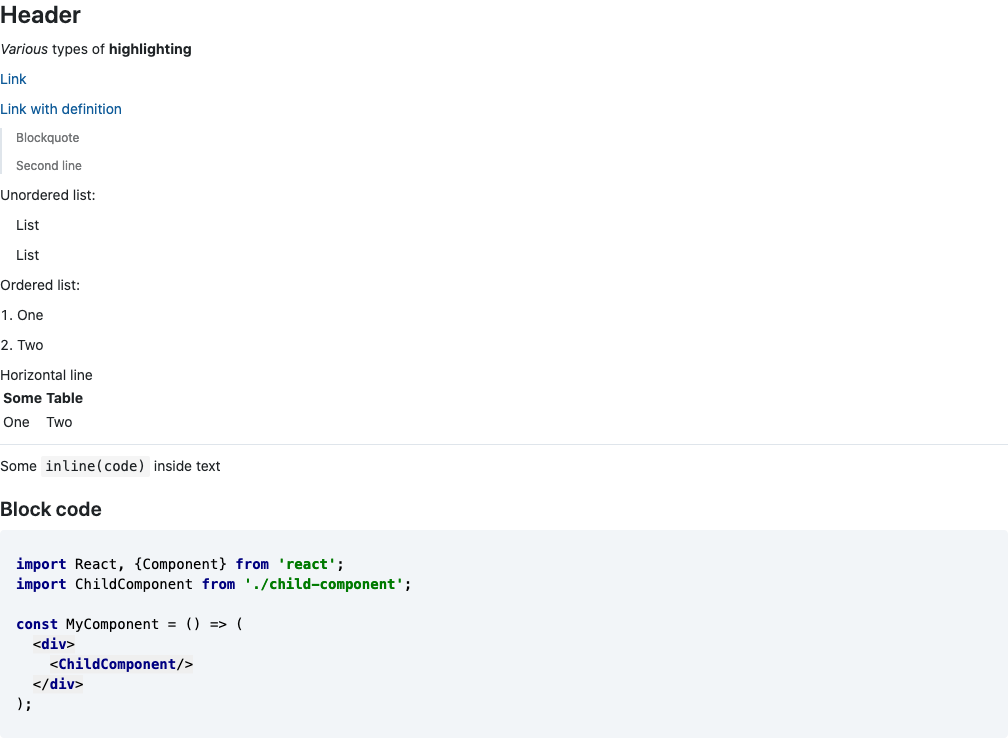 Header
Various types of highlighting
Link
Link with definition
Blockquote
Second line
Unordered list:
List
List
Ordered list:
1. One
2. Two
Horizontal line
Some Table
One Two
Some inline(code) inside text
Block code
import React, {Component} from 'react';
import ChildComponent from './child-component';
const MyComponent = () => (
<div>
<ChildComponent/>
</div>
);